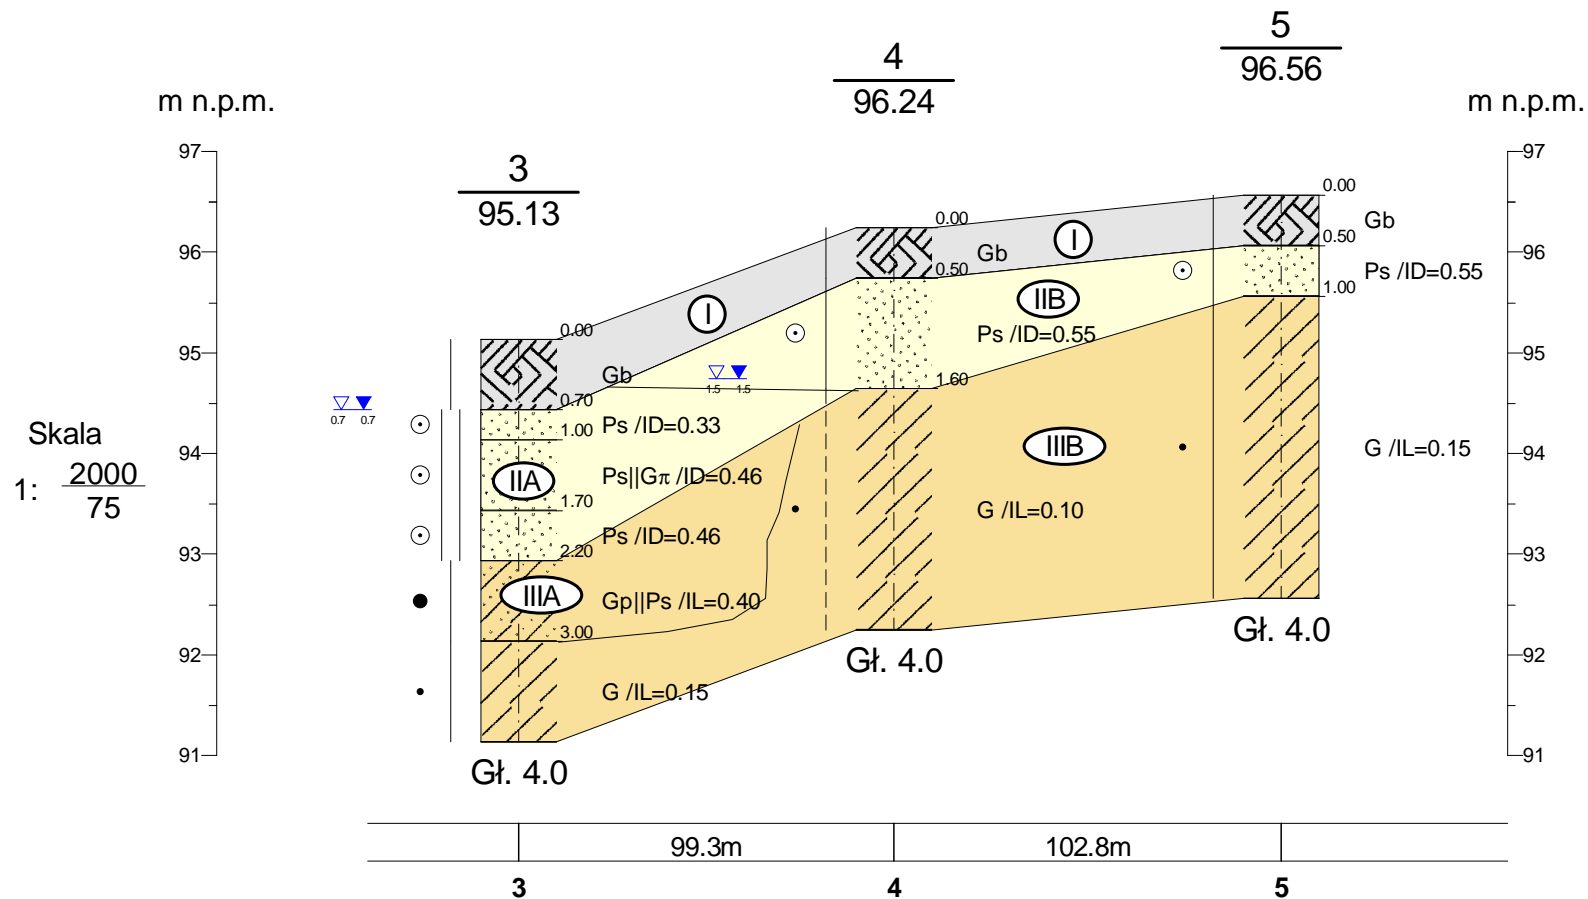 5
96.56
4
96.24
m n.p.m.
m n.p.m.
3
95.13
97
97
96
96
95
95
94
94
93
93
92
92
91
91
0.00
Gb
0.50
Ps /ID=0.55
1.00
G /IL=0.15
0.00
Gb
0.50
I
IIB
Ps /ID=0.55
1.60
IIIB
G /IL=0.10
I
0.00
Gb
0.70
1.5 1.5
0.7 0.7
Ps /ID=0.33
1.00
IIA
Ps||Gπ /ID=0.46
1.70
Ps /ID=0.46
2.20
IIIA
Gp||Ps /IL=0.40
3.00
G /IL=0.15
Skala
1: 2000
75
Gł. 4.0
Gł. 4.0
Gł. 4.0
99.3m
102.8m
3
4
5